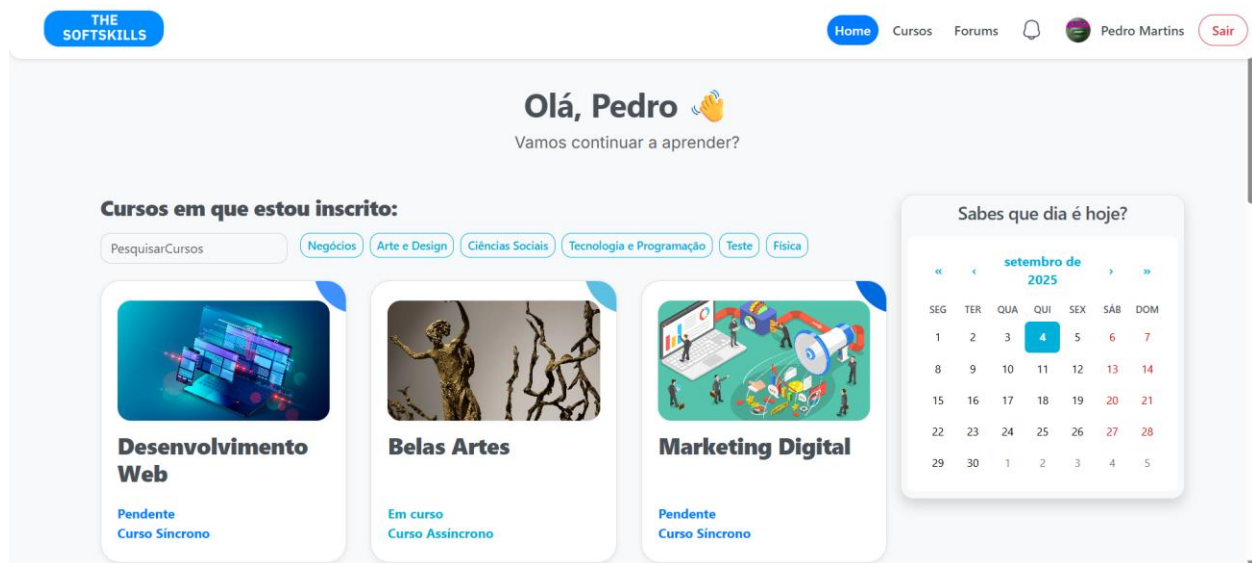 THE
SOFTSKILLS
Home Cursos Forums Pedro Martins Sair
Olá, Pedro 👋
Vamos continuar a aprender?
Cursos em que estou inscrito:
PesquisarCursos Negócios Arte e Design Ciências Sociais Tecnologia e Programação Teste Física
Desenvolvimento
Web
Pendente
Curso Síncrono
Belas Artes
Em curso
Curso Assíncrono
Marketing Digital
Pendente
Curso Síncrono
Sabes que dia é hoje?
« ‹ setembro de
2025 › »
SEG TER QUA QUI SEX SÁB DOM
1 2 3 4 5 6 7
8 9 10 11 12 13 14
15 16 17 18 19 20 21
22 23 24 25 26 27 28
29 30 1 2 3 4 5